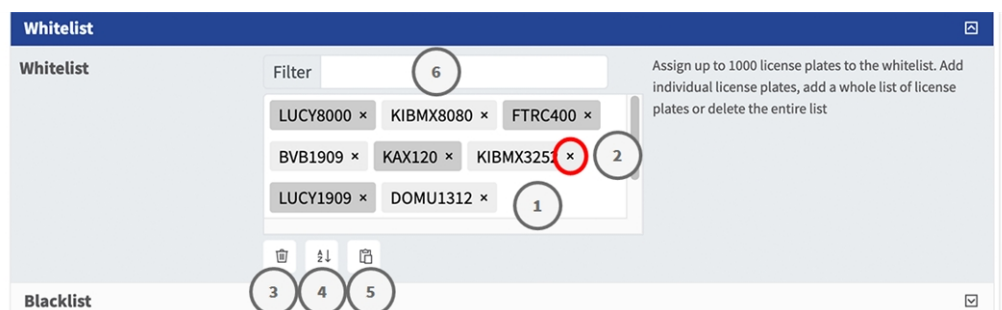 Whitelist
Whitelist
Filter
6
Assign up to 1000 license plates to the whitelist. Add
individual license plates, add a whole list of license
plates or delete the entire list
LUCY8000 × KIBMX8080 × FTRC400 ×
BVB1909 × KAX120 × KIBMX3252 × 2
LUCY1909 × DOMU1312 × 1
3 4 5
Blacklist